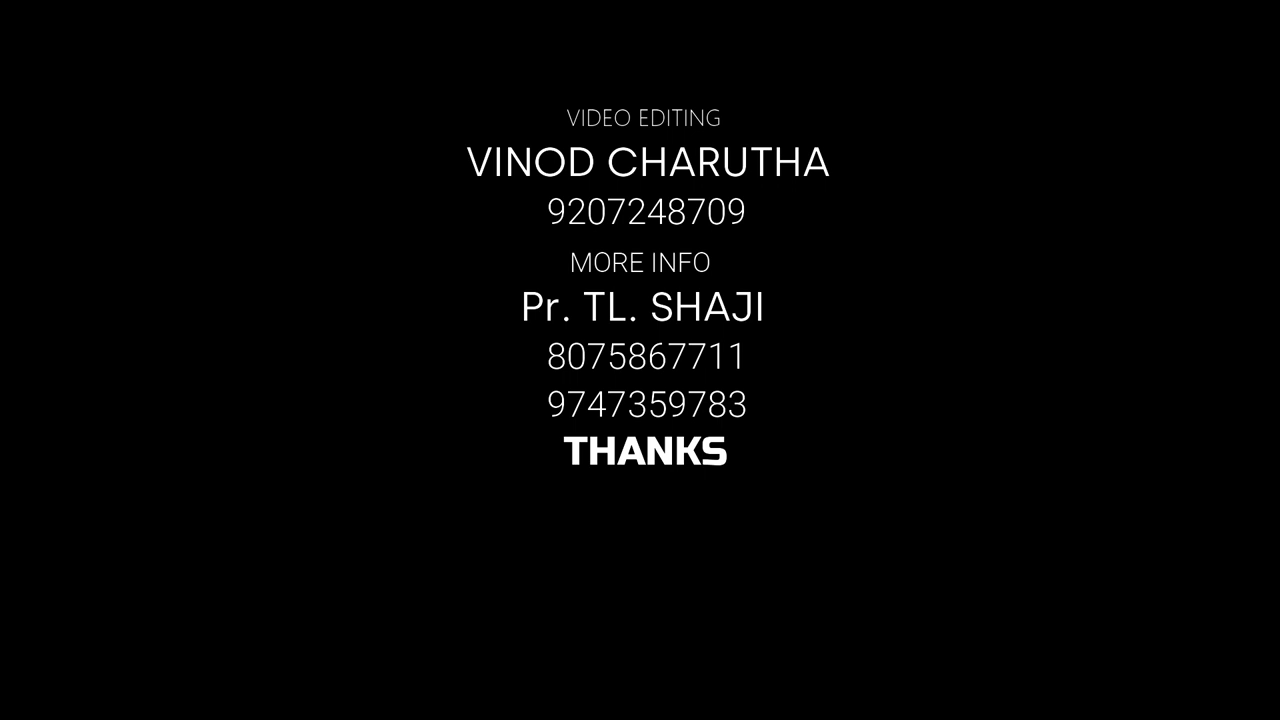 VIDEO EDITING
VINOD CHARUTHA
9207248709
MORE INFO
Pr. TL. SHAJI
8075867711
9747359783
THANKS